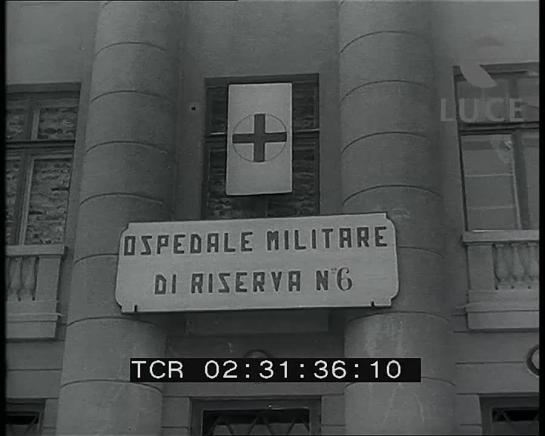 LUCE
OSPEDALE MILITARE
DI RISERVA N° 6
TCR 02:31:36:10